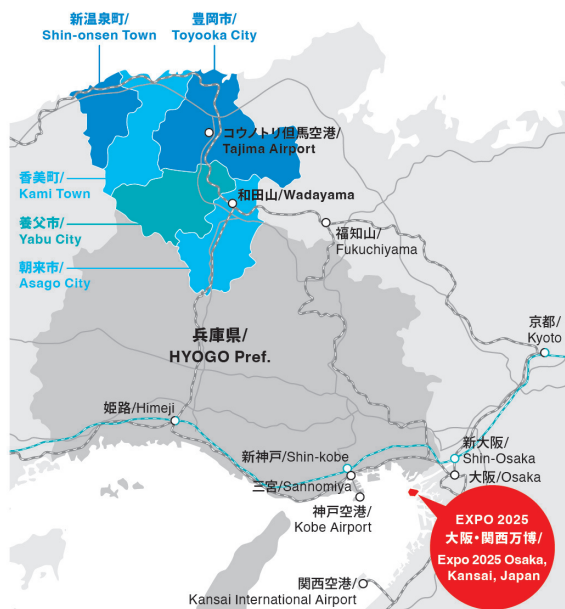 新温泉町/
Shin-onsen Town
豊岡市/
Toyooka City
コウノトリ但馬空港/
Tajima Airport
香美町/
Kami Town
和田山/Wadayama
養父市/
Yabu City
福知山/
Fukuchiyama
朝来市/
Asago City
京都/
Kyoto
兵庫県/
HYOGO Pref.
姫路/Himeji
新神戸/Shin-kobe
新大阪/
Shin-Osaka
三宮/Sannomiya
大阪/Osaka
神戸空港/
Kobe Airport
EXPO 2025
大阪・関西万博/
Expo 2025 Osaka,
Kansai, Japan
関西空港/
Kansai International Airport